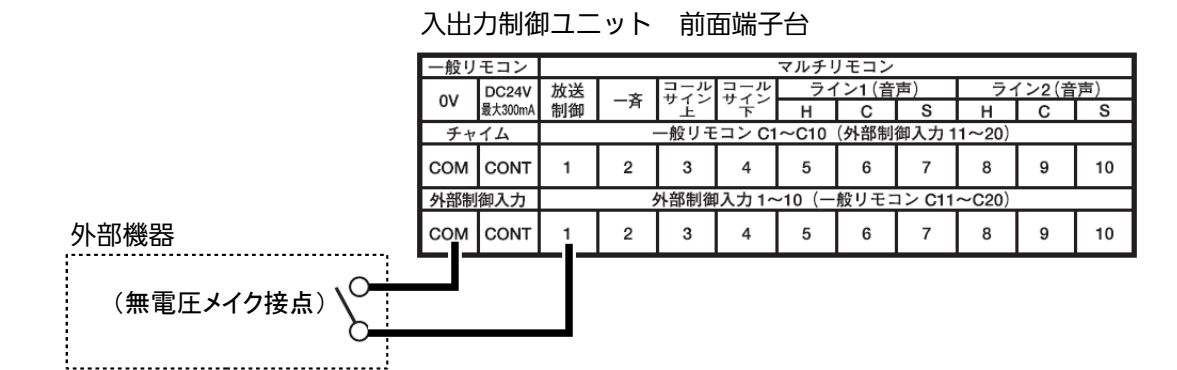 入出力制御ユニット　前面端子台
一般リモコン マルチリモコン
0V DC24V 最大300mA 放送制御 一斉 コールサイン上 コールサイン下 ライン1(音声) ライン2(音声)
H C S H C S
チャイム 一般リモコン C1〜C10（外部制御入力 11〜20）
COM CONT 1 2 3 4 5 6 7 8 9 10
外部制御入力 外部制御入力 1〜10（一般リモコン C11〜C20）
COM CONT 1 2 3 4 5 6 7 8 9 10
外部機器
（無電圧メイク接点）